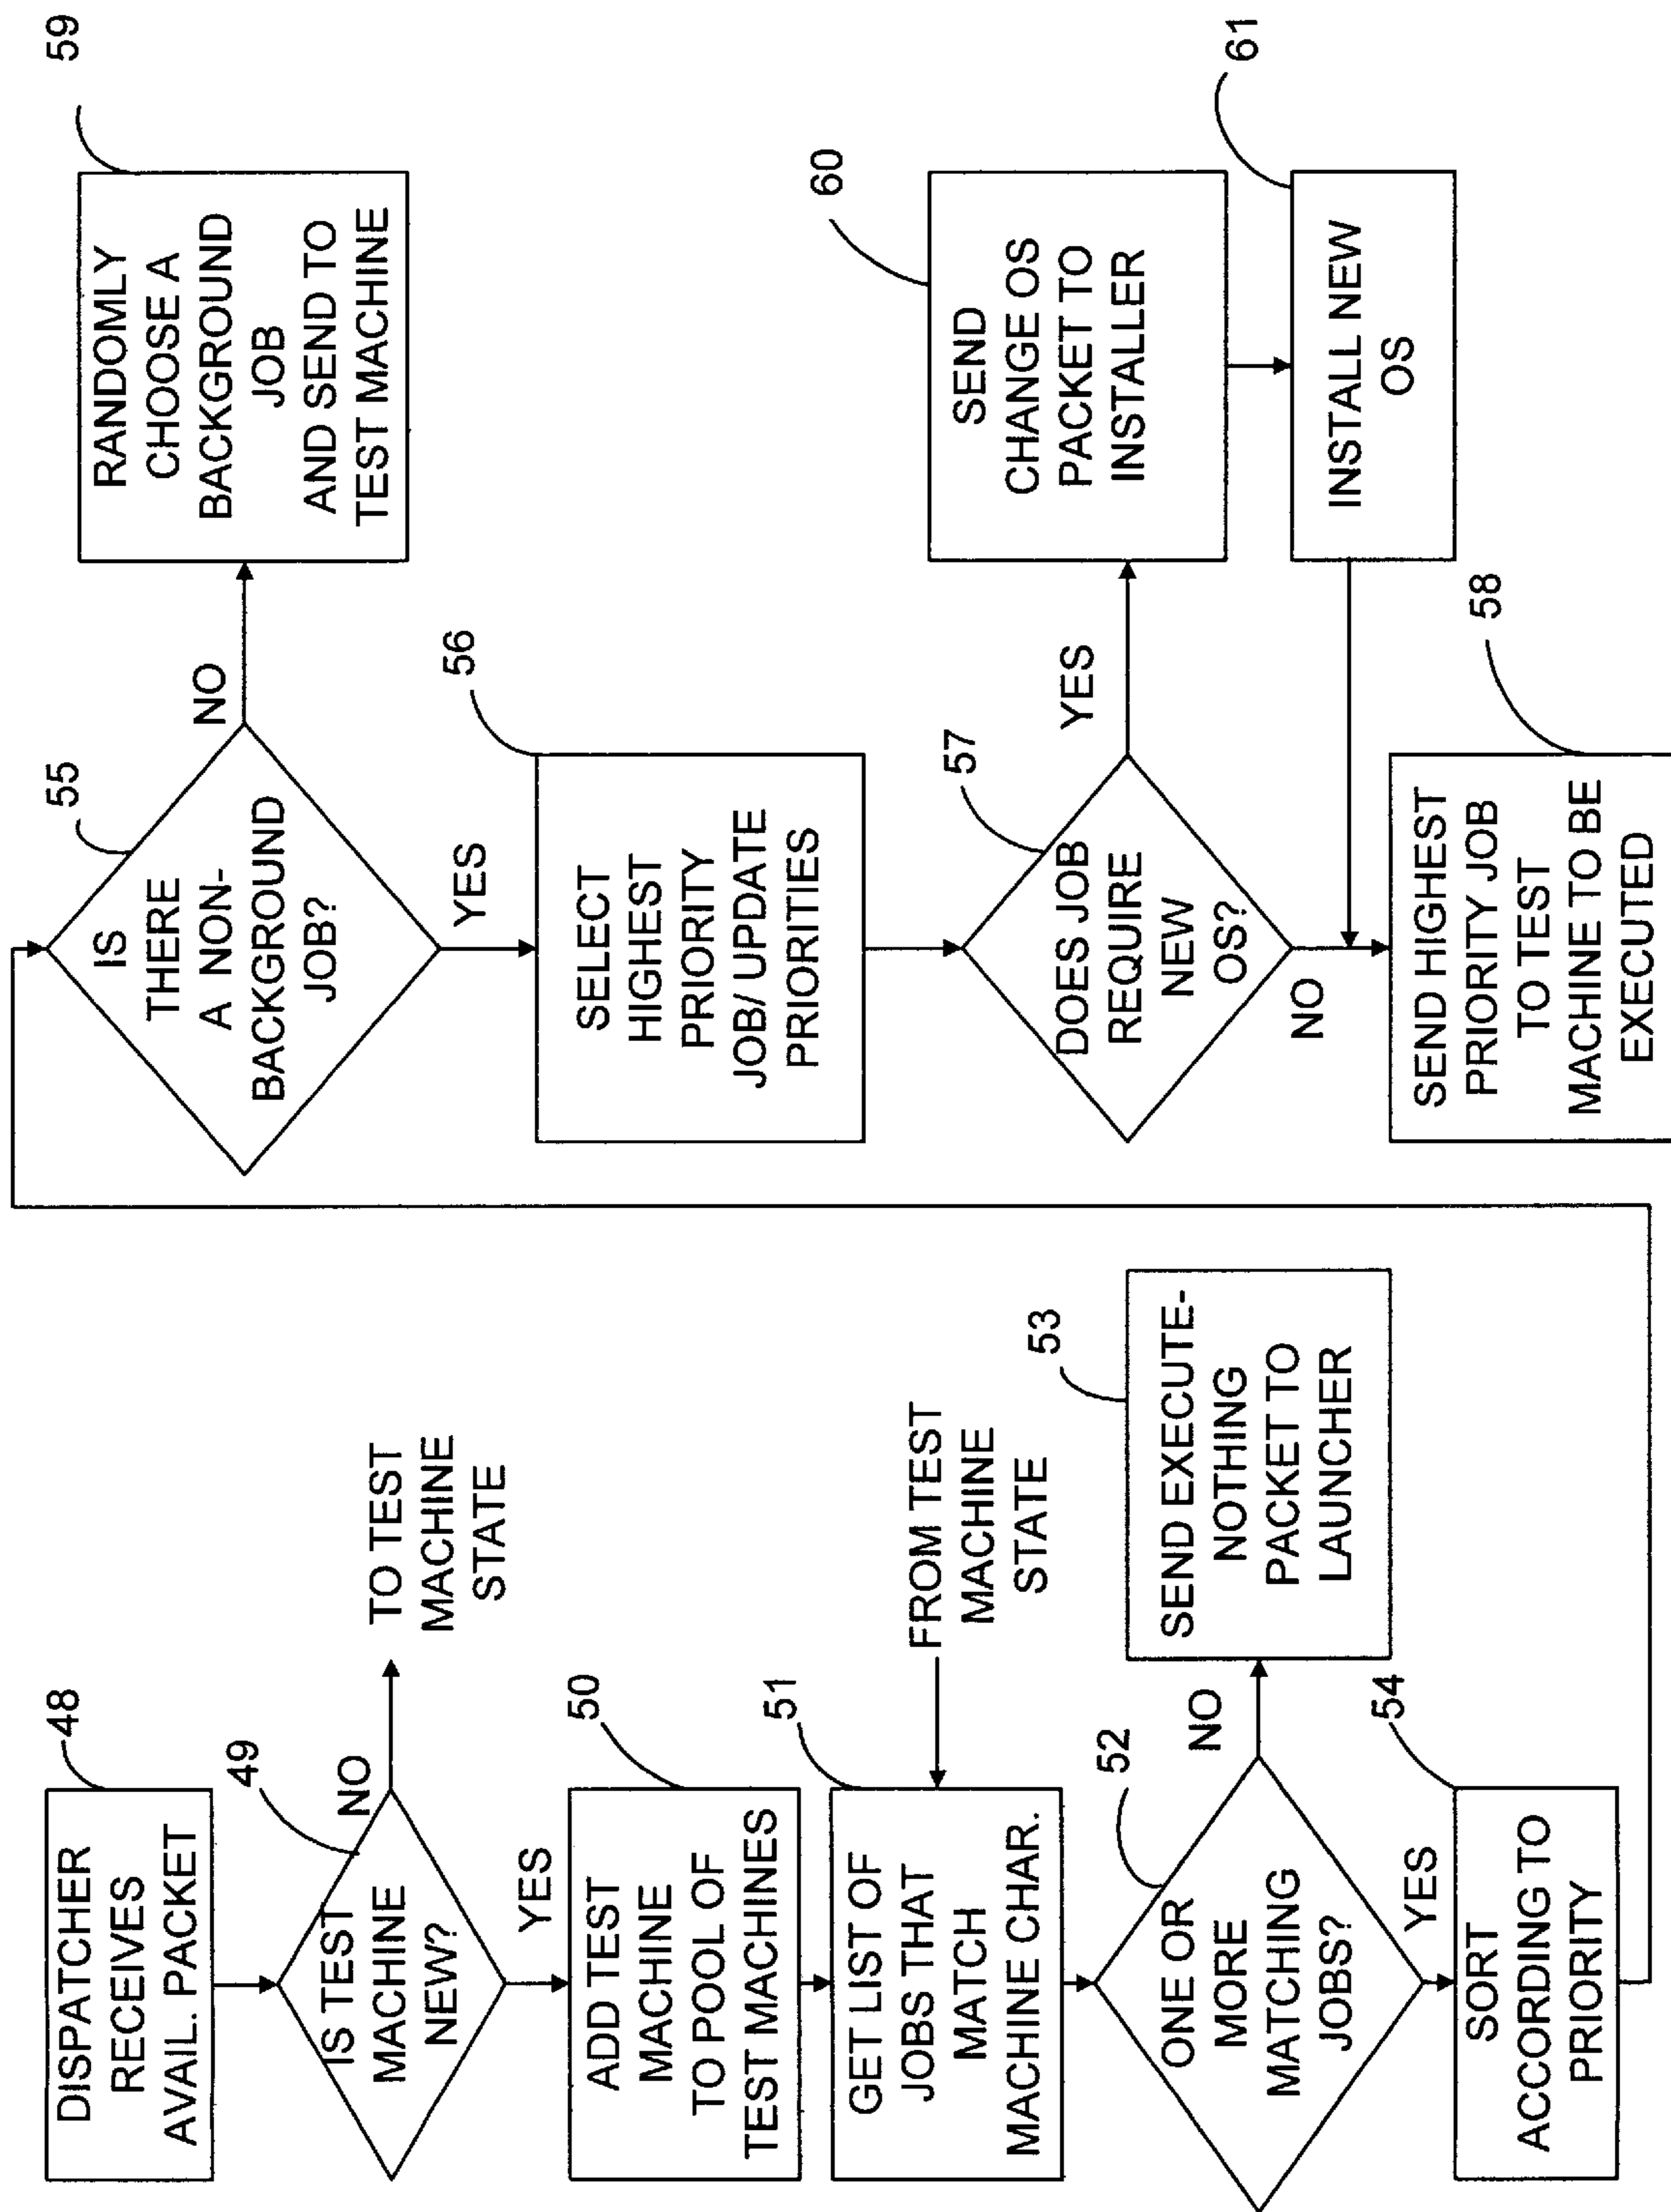 DISPATCHER
RECEIVES
AVAIL. PACKET
48
IS TEST
MACHINE
NEW?
49
NO
TO TEST
MACHINE
STATE
YES
ADD TEST
MACHINE
TO POOL OF
TEST MACHINES
50
GET LIST OF
JOBS THAT
MATCH
MACHINE CHAR.
51
FROM TEST
MACHINE
STATE
ONE OR
MORE
MATCHING
JOBS?
52
NO
SEND EXECUTE-
NOTHING
PACKET TO
LAUNCHER
53
YES
SORT
ACCORDING TO
PRIORITY
54
IS
THERE
A NON-
BACKGROUND
JOB?
55
NO
RANDOMLY
CHOOSE A
BACKGROUND
JOB
AND SEND TO
TEST MACHINE
59
YES
SELECT
HIGHEST
PRIORITY
JOB/ UPDATE
PRIORITIES
56
DOES JOB
REQUIRE
NEW
OS?
57
YES
SEND
CHANGE OS
PACKET TO
INSTALLER
60
INSTALL NEW
OS
61
NO
SEND HIGHEST
PRIORITY JOB
TO TEST
MACHINE TO BE
EXECUTED
58